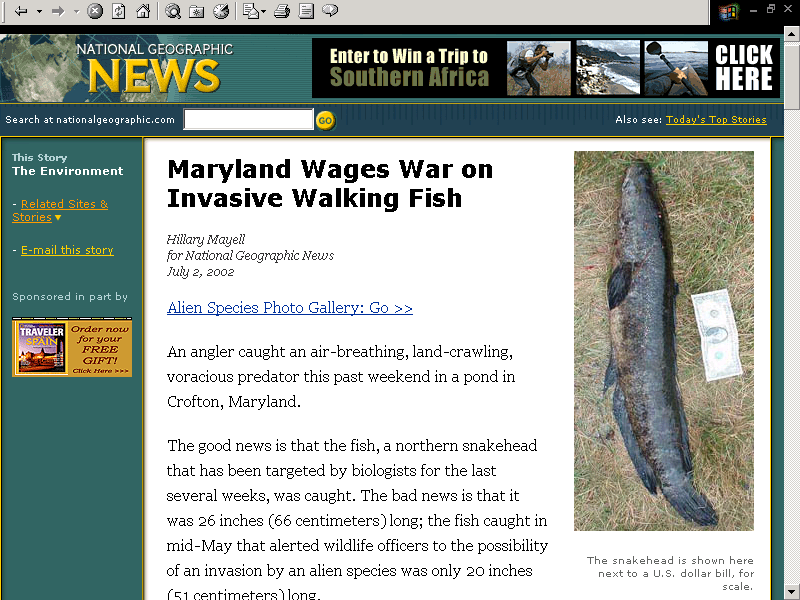 NATIONAL GEOGRAPHIC
NEWS
Enter to Win a Trip to
Southern Africa
CLICK
HERE
Search at nationalgeographic.com
GO
Also see: Today's Top Stories
This Story
The Environment
- Related Sites &
Stories
- E-mail this story
Sponsored in part by
TRAVELER
SPAIN
Order now
for your
FREE
GIFT!
Click Here >>>
Maryland Wages War on
Invasive Walking Fish
Hillary Mayell
for National Geographic News
July 2, 2002
Alien Species Photo Gallery: Go >>
An angler caught an air-breathing, land-crawling,
voracious predator this past weekend in a pond in
Crofton, Maryland.
The good news is that the fish, a northern snakehead
that has been targeted by biologists for the last
several weeks, was caught. The bad news is that it
was 26 inches (66 centimeters) long; the fish caught in
mid-May that alerted wildlife officers to the possibility
of an invasion by an alien species was only 20 inches
(51 centimeters) long.
The snakehead is shown here
next to a U.S. dollar bill, for
scale.